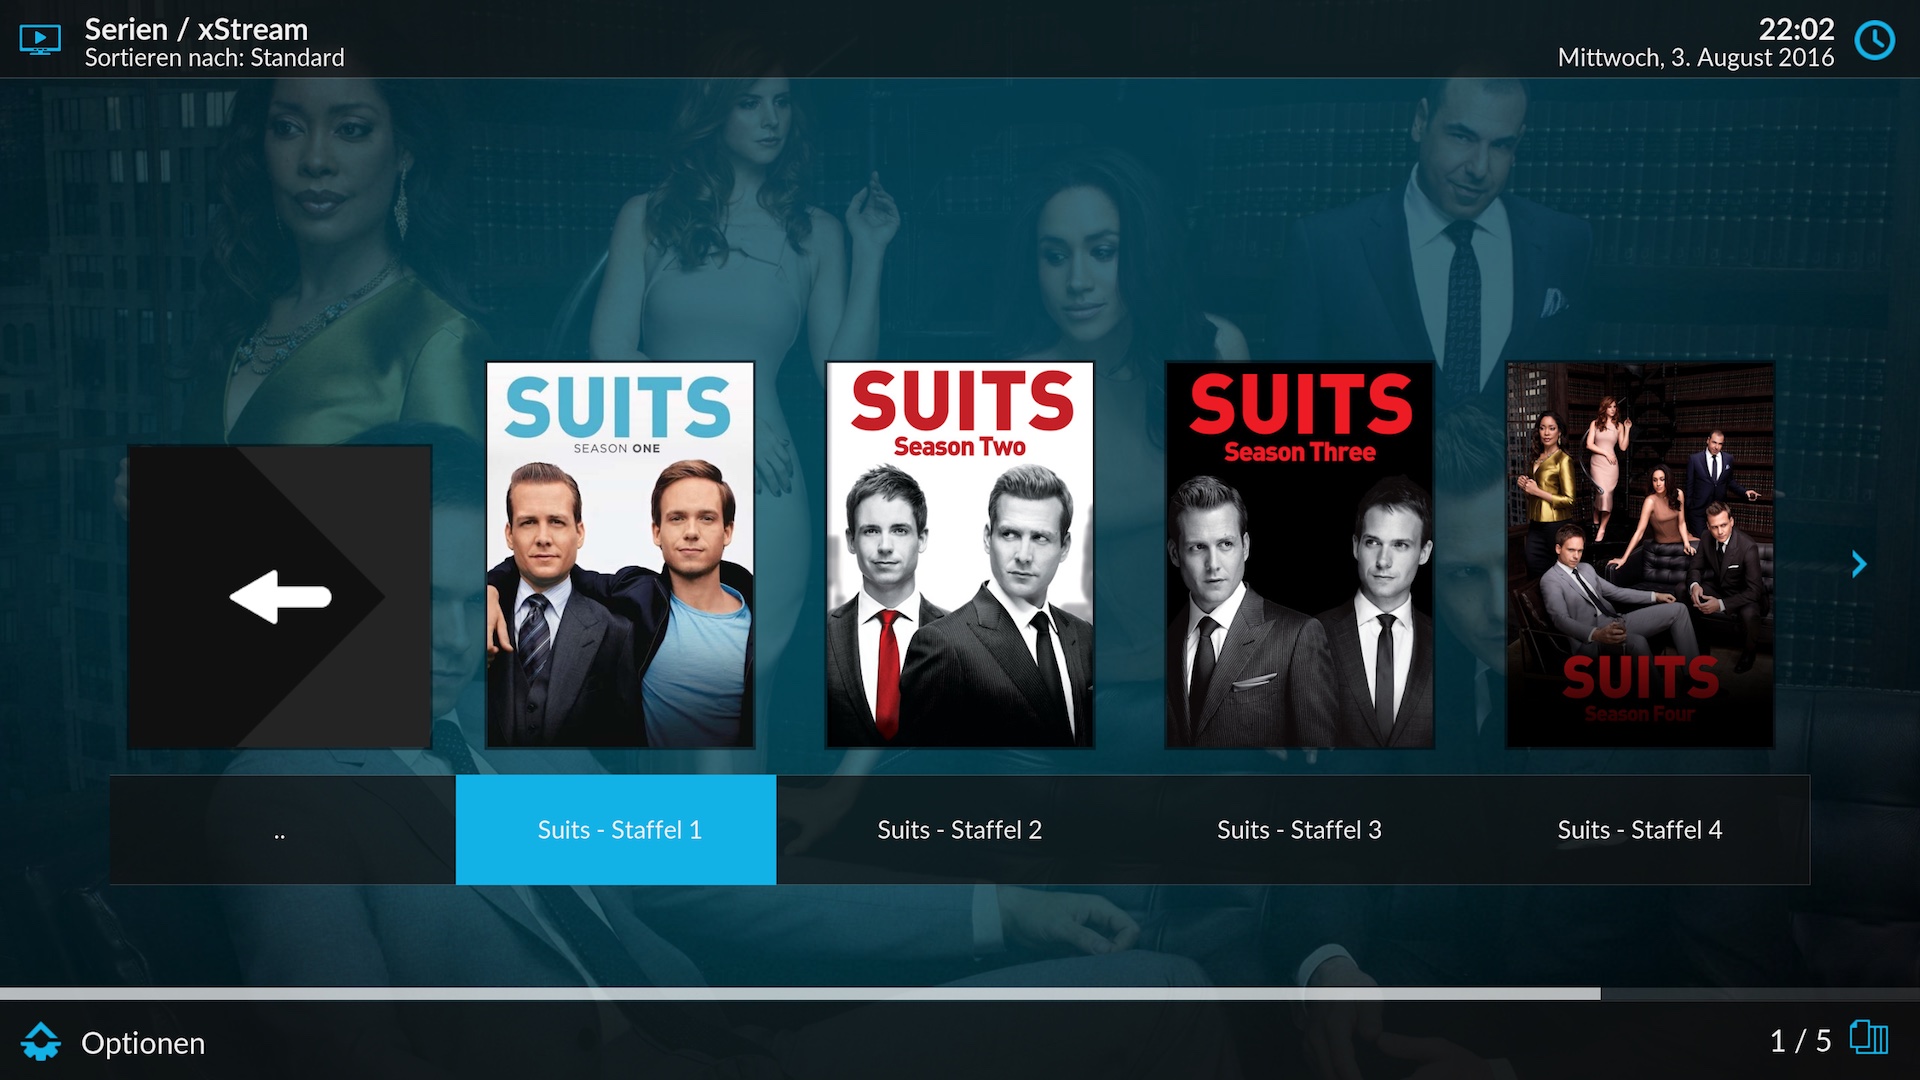 Serien / xStream
Sortieren nach: Standard
22:02
Mittwoch, 3. August 2016
SUITS
SEASON ONE
SUITS
Season Two
SUITS
Season Three
SUITS
Season Four
..
Suits - Staffel 1
Suits - Staffel 2
Suits - Staffel 3
Suits - Staffel 4
Optionen
1 / 5